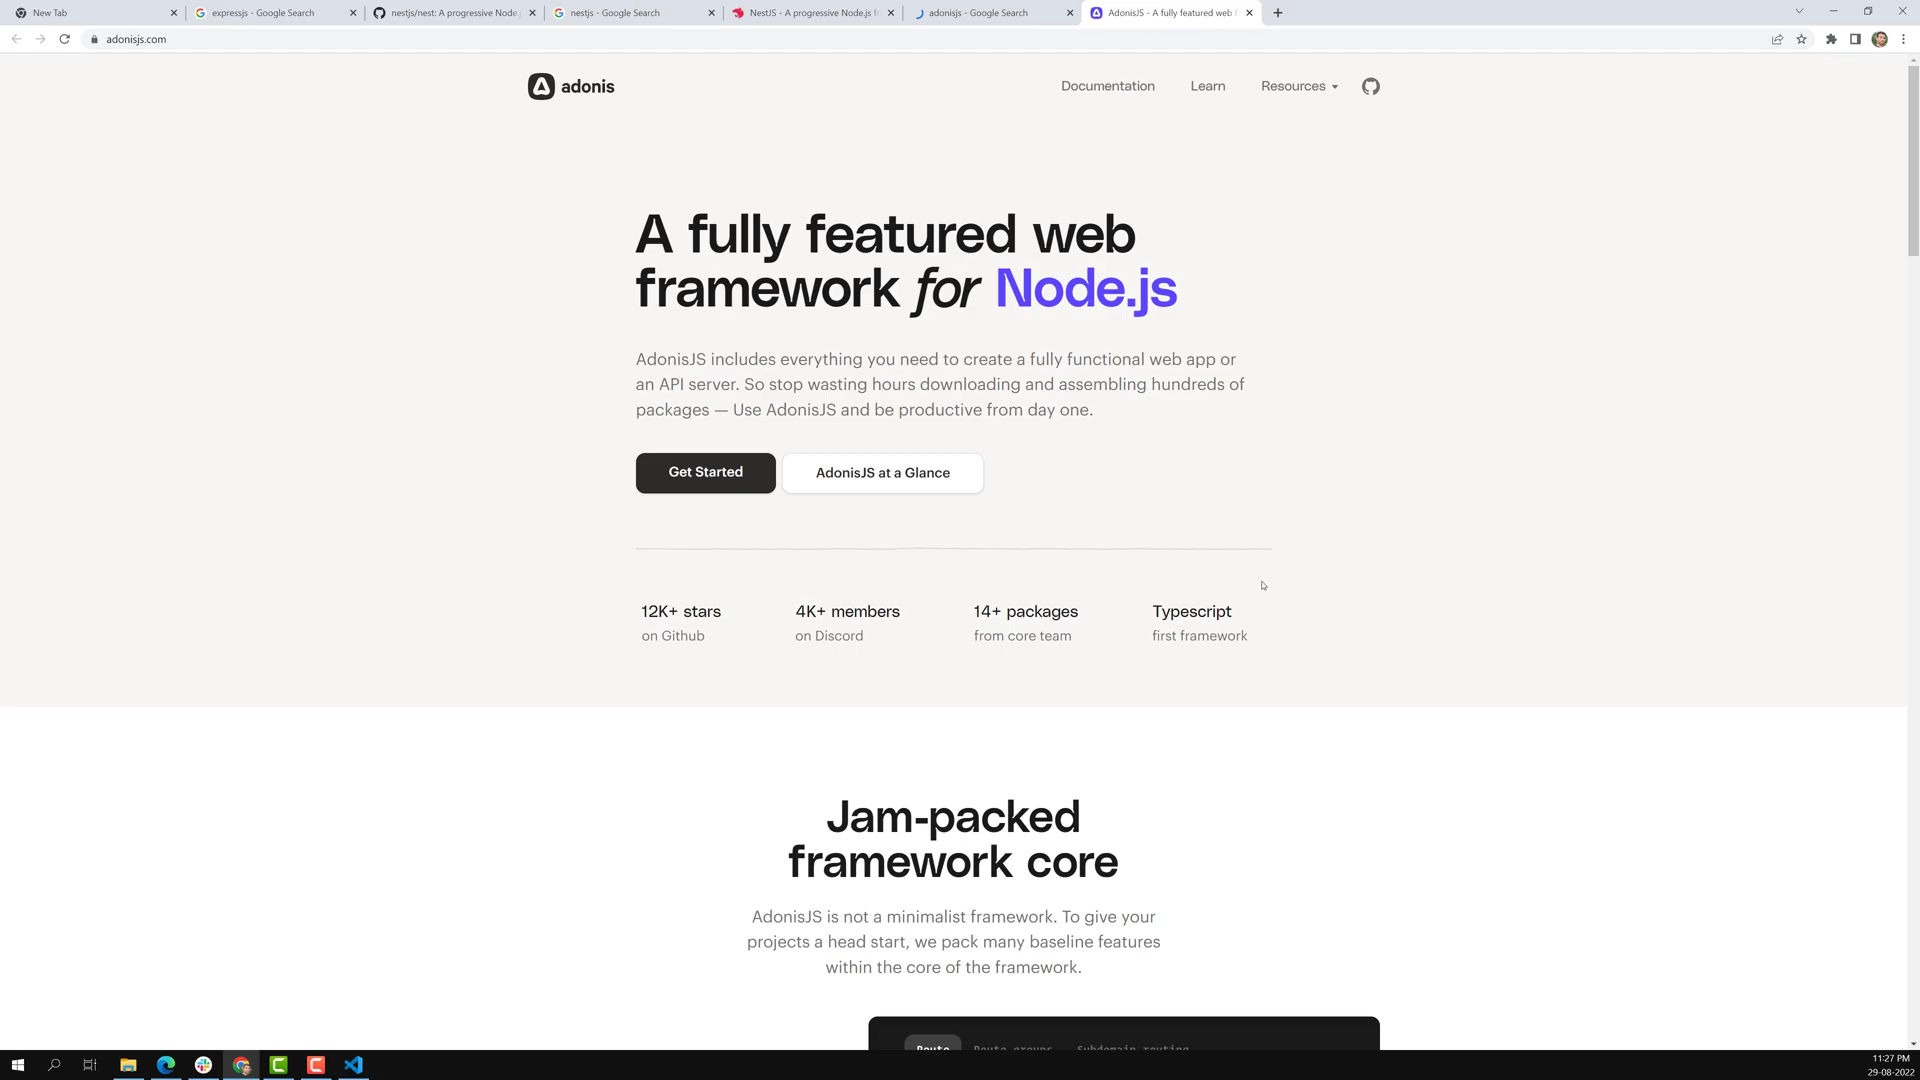 New Tab
expressjs - Google Search
nestjs/nest: A progressive Node.
nestjs - Google Search
NestJS - A progressive Node.js f
adonisjs - Google Search
AdonisJS - A fully featured web
adonisjs.com
adonis
Documentation
Learn
Resources
A fully featured web
framework for Node.js
AdonisJS includes everything you need to create a fully functional web app or
an API server. So stop wasting hours downloading and assembling hundreds of
packages — Use AdonisJS and be productive from day one.
Get Started
AdonisJS at a Glance
12K+ stars
on Github
4K+ members
on Discord
14+ packages
from core team
Typescript
first framework
Jam-packed
framework core
AdonisJS is not a minimalist framework. To give your
projects a head start, we pack many baseline features
within the core of the framework.
Route
Route groups
Subdomain routing
11:27 PM
29-08-2022